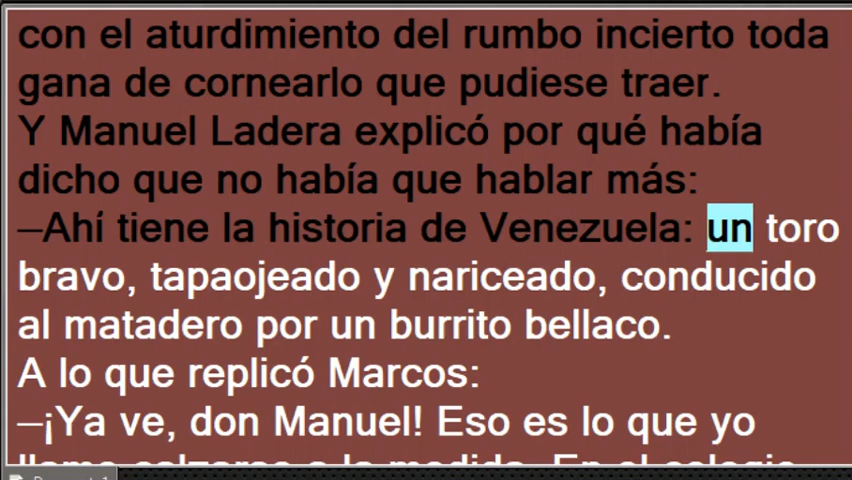 con el aturdimiento del rumbo incierto toda
gana de cornearlo que pudiese traer.
Y Manuel Ladera explicó por qué había
dicho que no había que hablar más:
—Ahí tiene la historia de Venezuela: un toro
bravo, tapaojeado y nariceado, conducido
al matadero por un burrito bellaco.
A lo que replicó Marcos:
—¡Ya ve, don Manuel! Eso es lo que yo